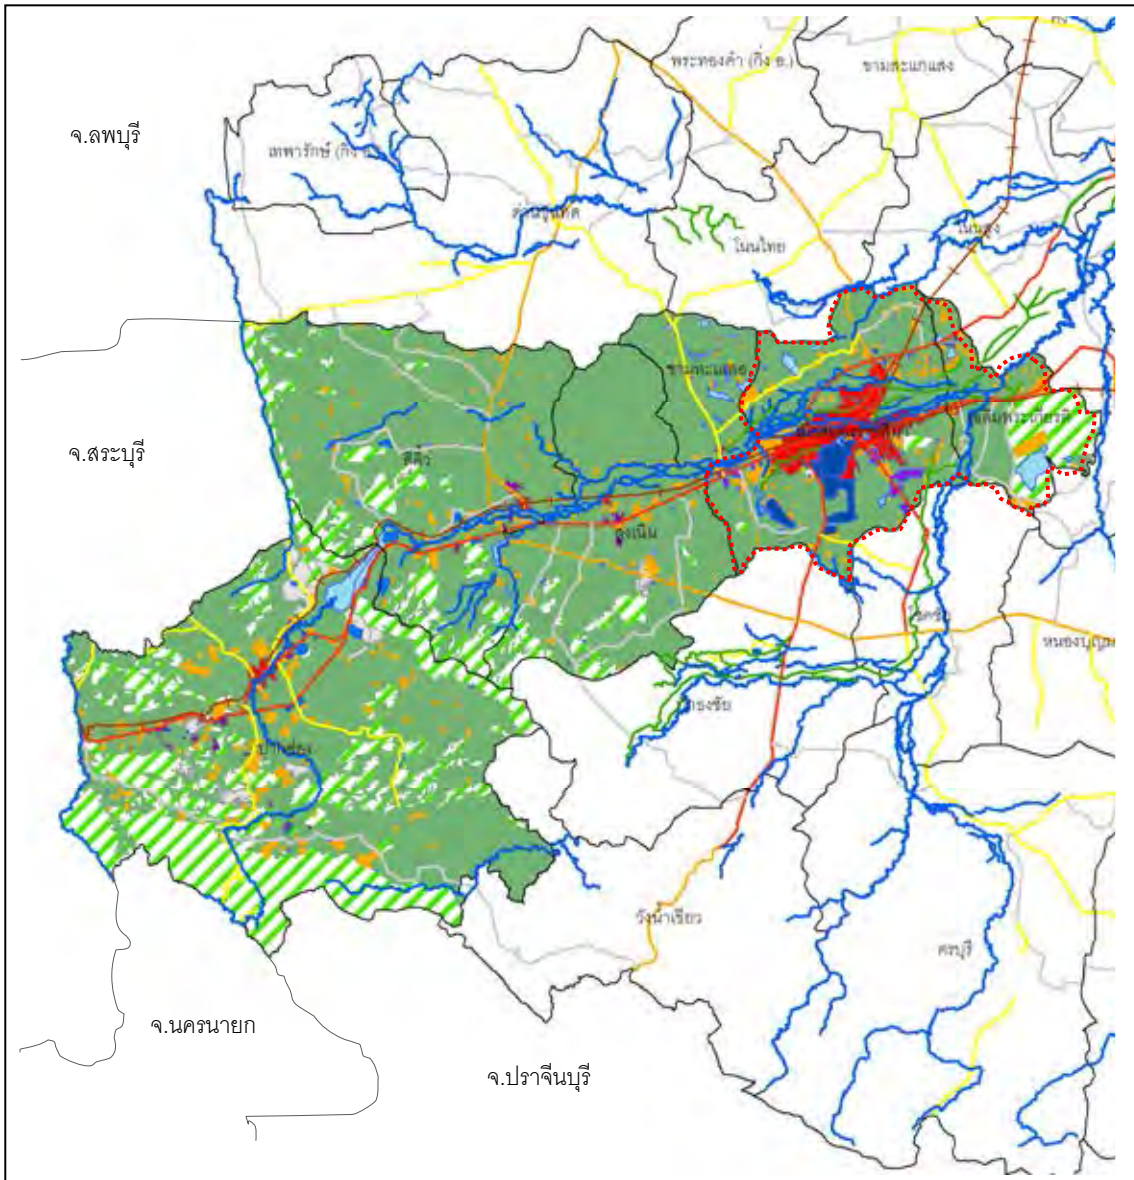 พระทองคำ (กิ่ง อ.)
ขามสะแกแสง
จ.ลพบุรี
เทพารักษ์ (กิ่ง อ
ด่านขุนทด
โนนไทย
โนนสูง
ขามทะเลสอ
เฉลิมพระเกียรติ
จ.สระบุรี
สีคิ้ว
สูงเนิน
โชคชัย
หนองบุญม
ปักธงชัย
ปากช่อง
วังน้ำเขียว
ครบุรี
จ.นครนายก
จ.ปราจีนบุรี